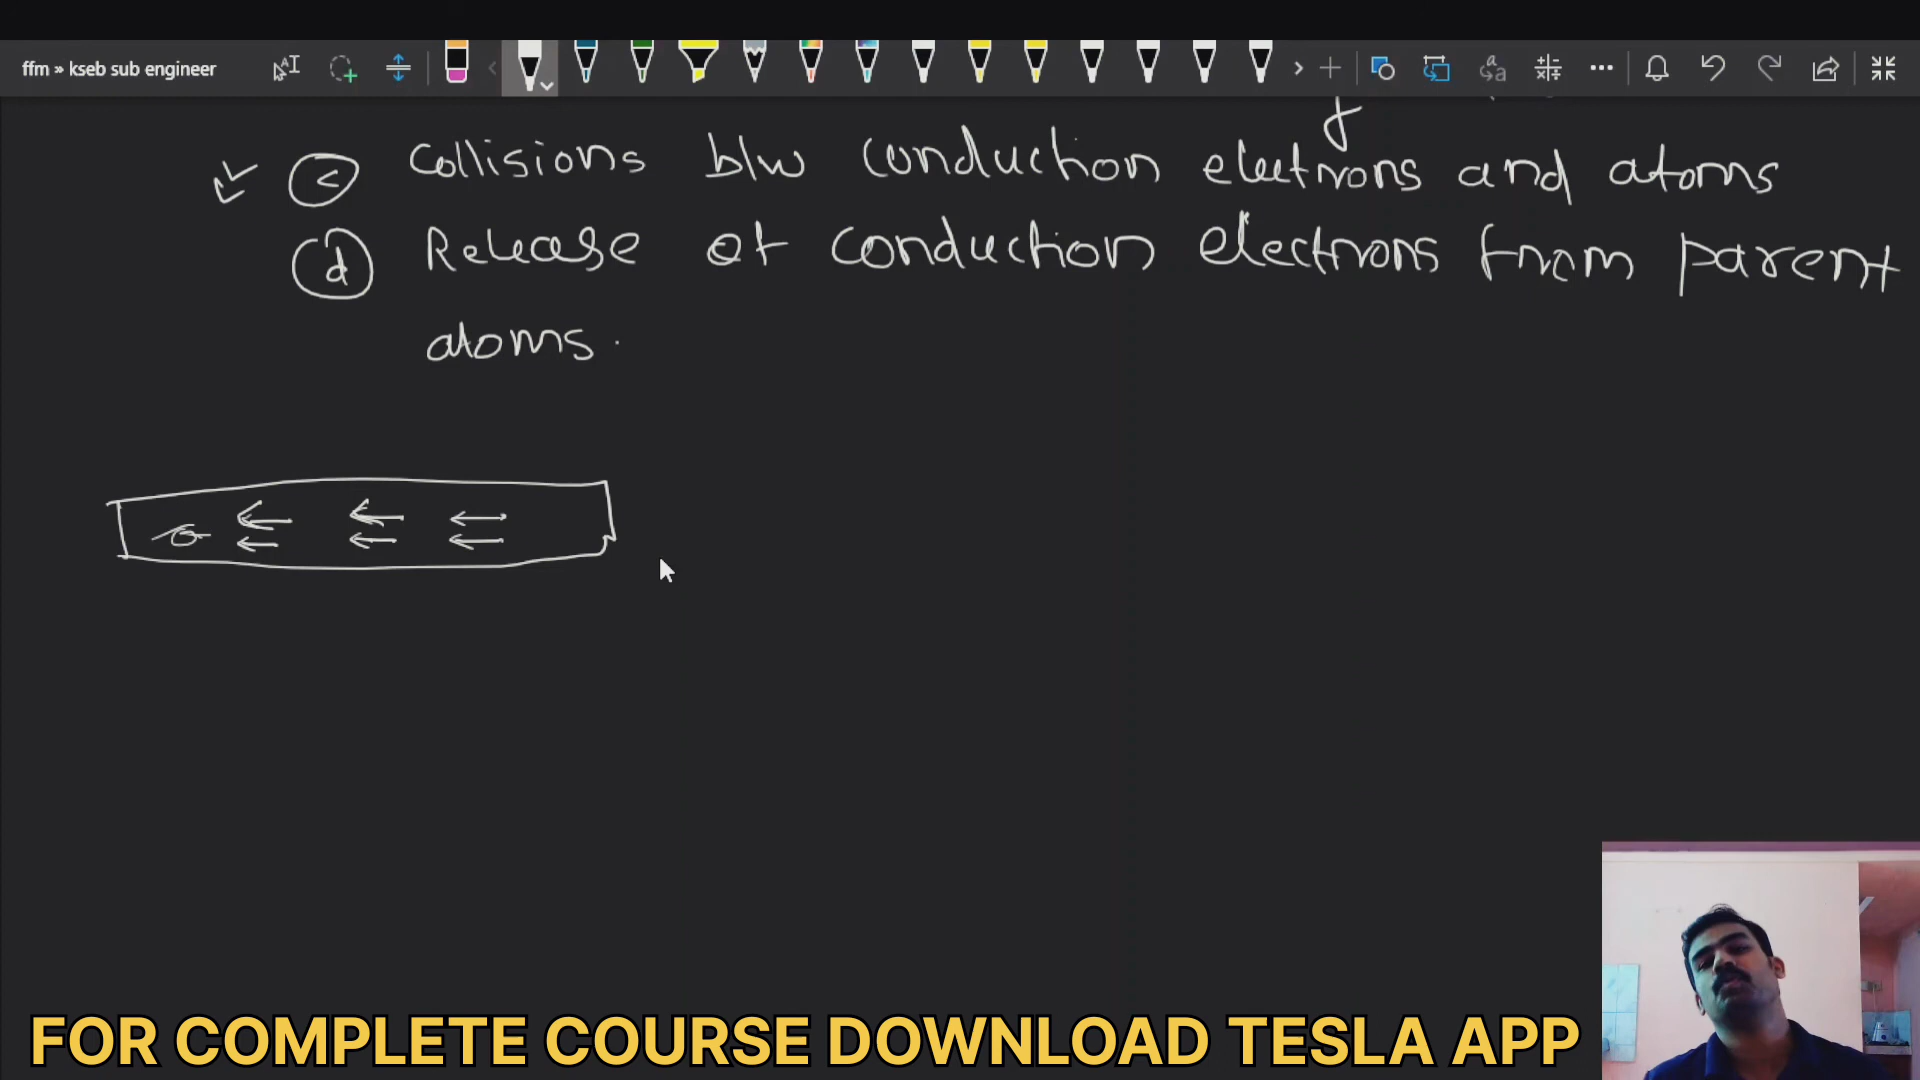 ffm » kseb sub engineer
c collisions b/w conduction electrons and atoms
d Release of conduction electrons from parent
atoms.
FOR COMPLETE COURSE DOWNLOAD TESLA APP